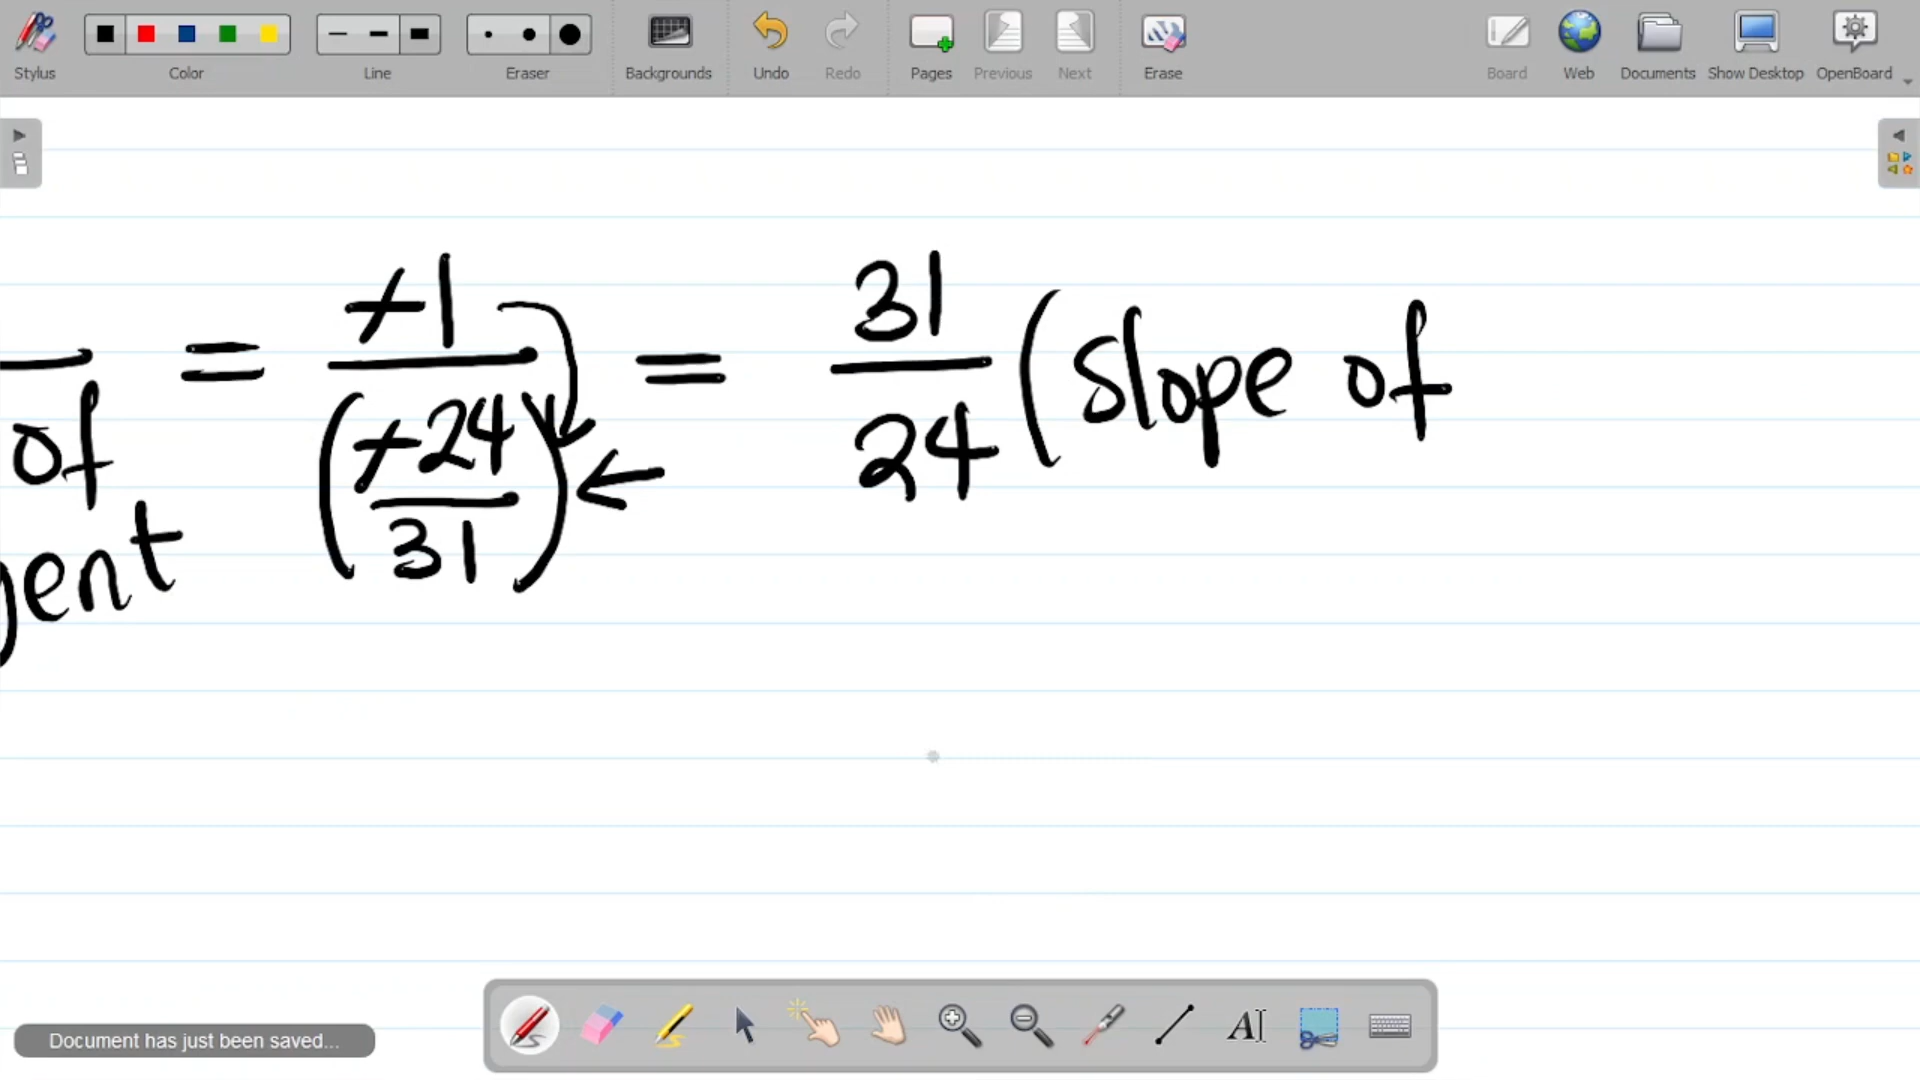 Stylus Color Line Eraser Backgrounds Undo Redo Pages Previous Next Erase Board Web Documents Show Desktop OpenBoard
= +1 / (+24 / 31) = 31 / 24 (slope of
of
gent
Document has just been saved...